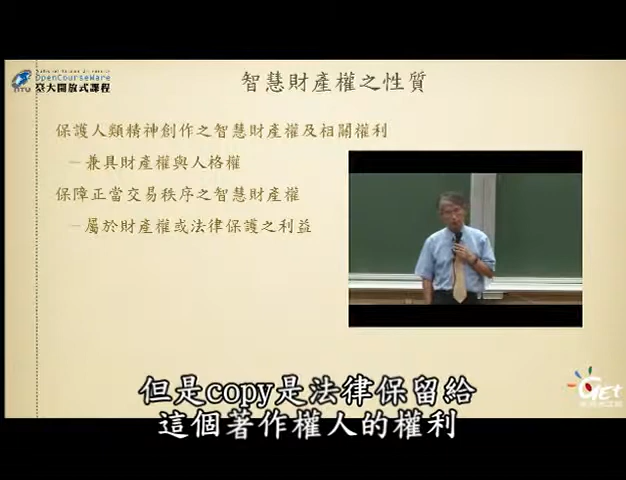 OpenCourseWare
臺大開放式課程
智慧財產權之性質
保護人類精神創作之智慧財產權及相關權利
–兼具財產權與人格權
保障正當交易秩序之智慧財產權
–屬於財產權或法律保護之利益
但是copy是法律保留給
這個著作權人的權利